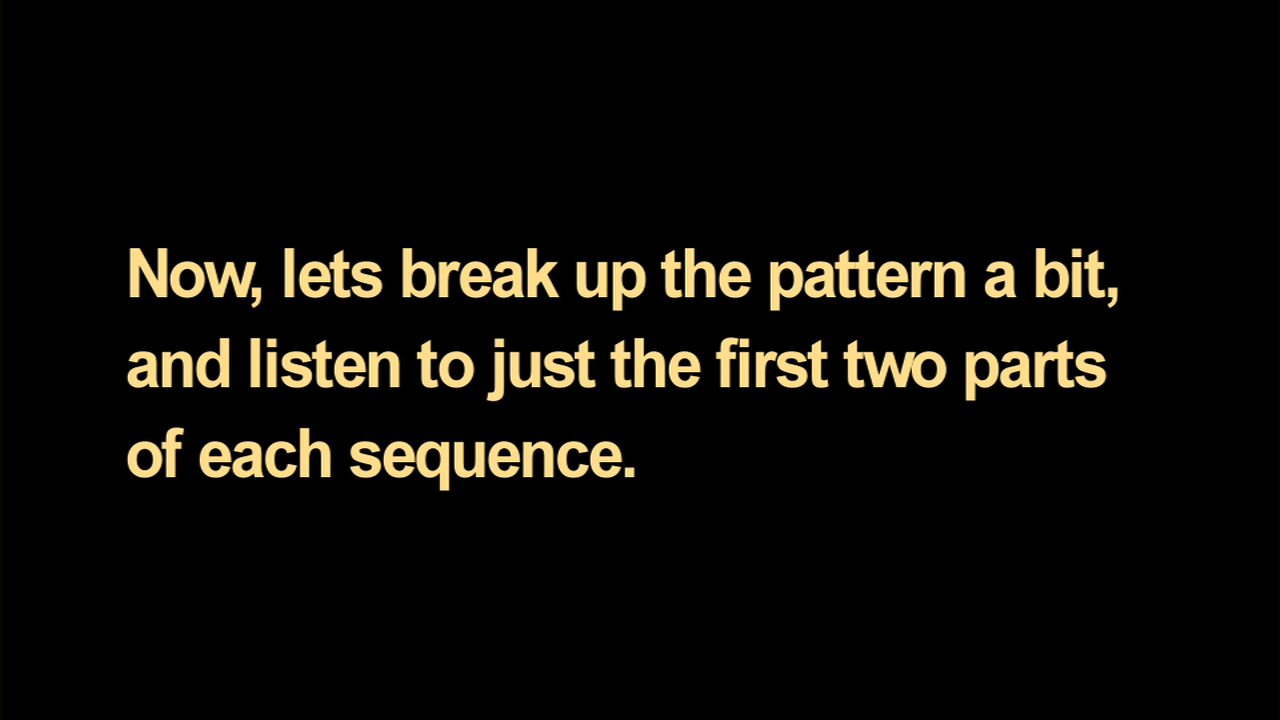 Now, lets break up the pattern a bit,
and listen to just the first two parts
of each sequence.